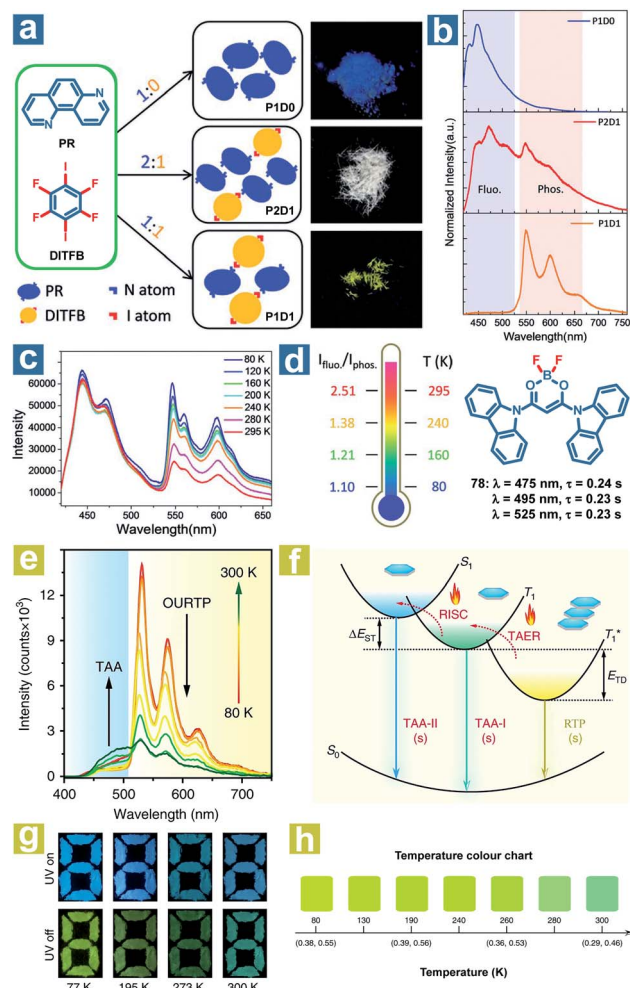 a
PR
DITFB
N
N
I
F
F
F
F
I
1:0
2:1
1:1
P1D0
P2D1
P1D1
PR
N atom
DITFB
I atom
b
P1D0
P2D1
Fluo.
Phos.
P1D1
Normalized Intensity(a.u.)
450 500 550 600 650 700 750
Wavelength(nm)
c
80 K
120 K
160 K
200 K
240 K
280 K
295 K
Intensity
60000
50000
40000
30000
20000
10000
450 500 550 600 650
Wavelength(nm)
d
Ifluo./Iphos.
T (K)
2.51 295
1.38 240
1.21 160
1.10 80
F F
B
O O
N N
78: λ = 475 nm, τ = 0.24 s
λ = 495 nm, τ = 0.23 s
λ = 525 nm, τ = 0.23 s
e
Intensity (counts×10³)
12
9
6
3
0
TAA
OURTP
300 K
80 K
400 500 600 700
Wavelength (nm)
f
S1
T1
T1*
RISC
TAER
ΔEST
ETD
TAA-II
(s)
TAA-I
(s)
RTP
(s)
S0
g
UV on
UV off
77 K 195 K 273 K 300 K
h
Temperature colour chart
80 130 190 240 260 280 300
(0.38, 0.55) (0.39, 0.56) (0.36, 0.53) (0.29, 0.46)
Temperature (K)